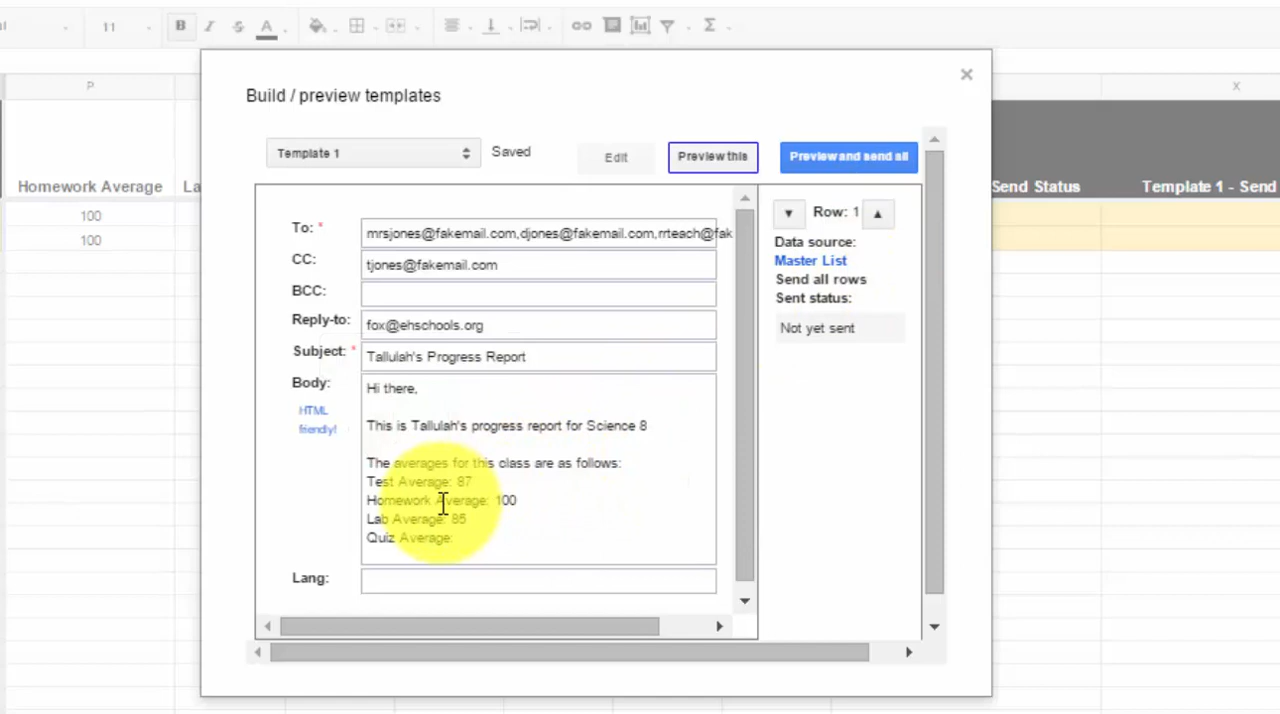 11 B I S A Σ
P X
Build / preview templates
Template 1 Saved Edit Preview this Preview and send all
Homework Average La Send Status Template 1 - Send
100
100
To: * mrsjones@fakemail.com,djones@fakemail.com,rrteach@fak
CC: tjones@fakemail.com
BCC:
Reply-to: fox@ehschools.org
Subject: * Tallulah's Progress Report
Body: Hi there,
HTML
friendly!
This is Tallulah's progress report for Science 8
The averages for this class are as follows:
Test Average: 87
Homework Average: 100
Lab Average: 85
Quiz Average:
Lang:
Row: 1
Data source:
Master List
Send all rows
Sent status:
Not yet sent